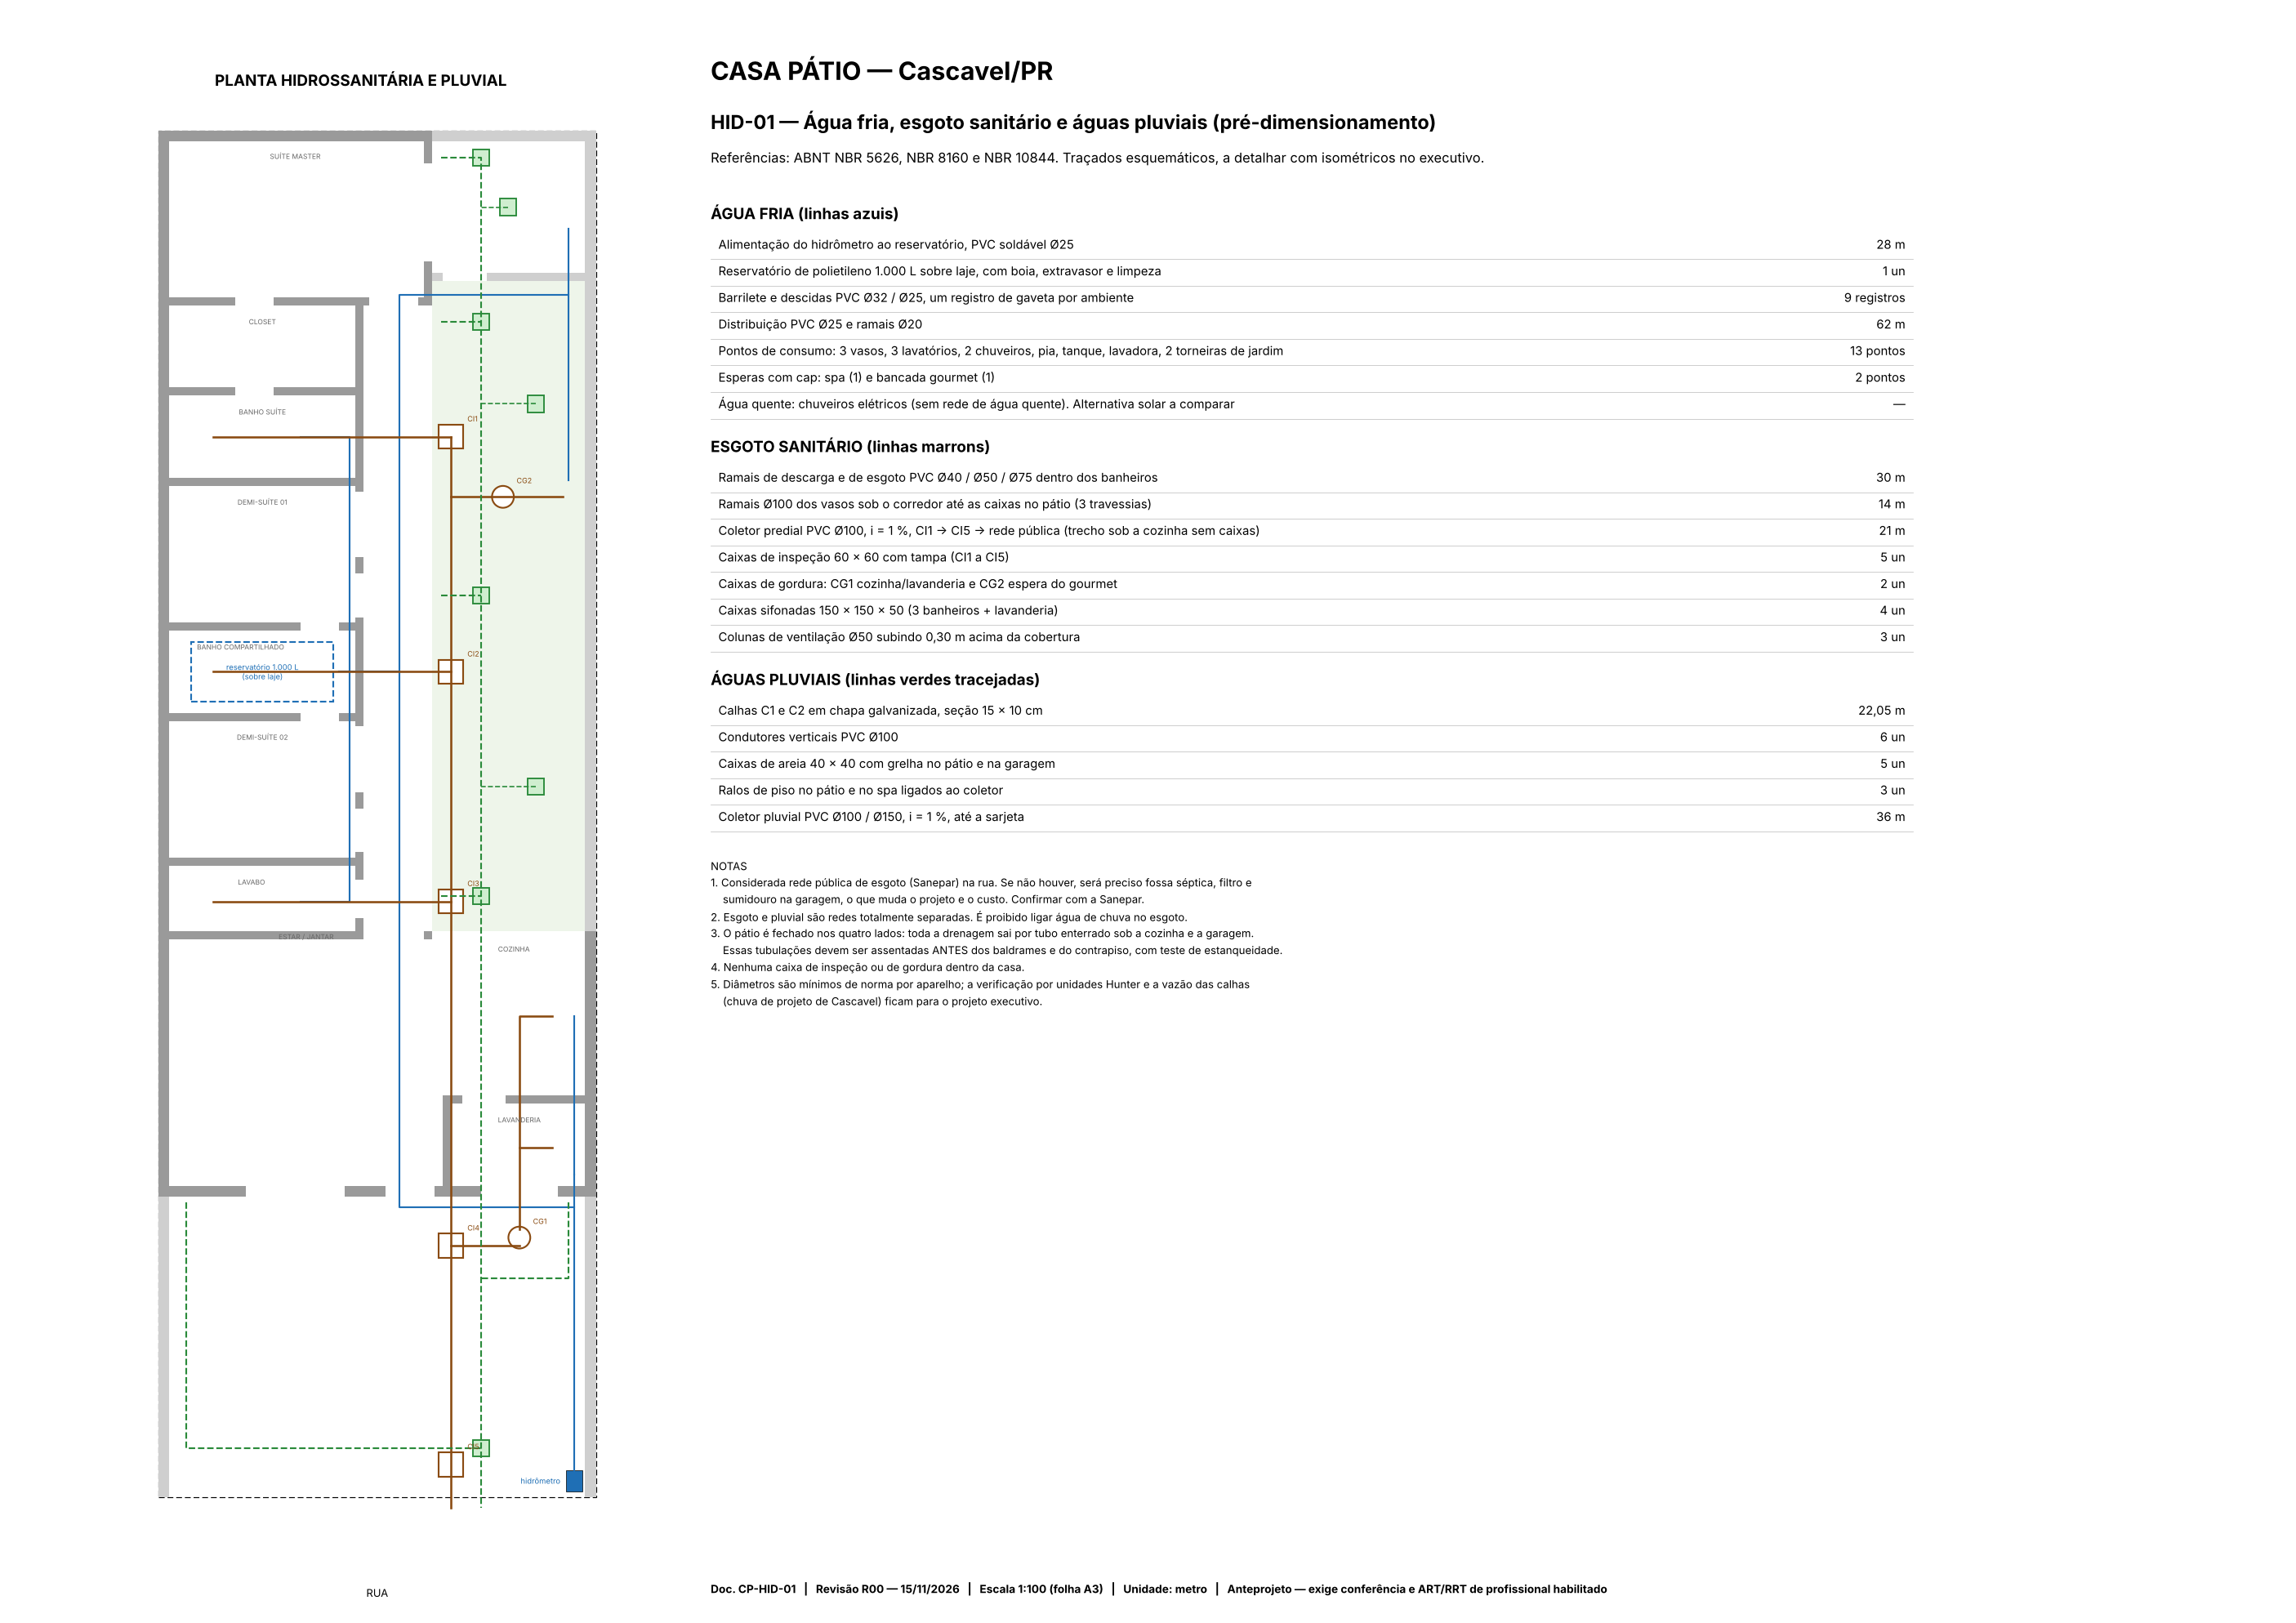 PLANTA HIDROSSANITÁRIA E PLUVIAL
SUÍTE MASTER
CLOSET
BANHO SUÍTE
CI1
CG2
DEMI-SUÍTE 01
BANHO COMPARTILHADO
reservatório 1.000 L
(sobre laje)
CI2
DEMI-SUÍTE 02
LAVABO
CI3
ESTAR / JANTAR
COZINHA
LAVANDERIA
CI4
CG1
CI5
hidrômetro
RUA
CASA PÁTIO — Cascavel/PR
HID-01 — Água fria, esgoto sanitário e águas pluviais (pré-dimensionamento)
Referências: ABNT NBR 5626, NBR 8160 e NBR 10844. Traçados esquemáticos, a detalhar com isométricos no executivo.
ÁGUA FRIA (linhas azuis)
Alimentação do hidrômetro ao reservatório, PVC soldável Ø25 28 m
Reservatório de polietileno 1.000 L sobre laje, com boia, extravasor e limpeza 1 un
Barrilete e descidas PVC Ø32 / Ø25, um registro de gaveta por ambiente 9 registros
Distribuição PVC Ø25 e ramais Ø20 62 m
Pontos de consumo: 3 vasos, 3 lavatórios, 2 chuveiros, pia, tanque, lavadora, 2 torneiras de jardim 13 pontos
Esperas com cap: spa (1) e bancada gourmet (1) 2 pontos
Água quente: chuveiros elétricos (sem rede de água quente). Alternativa solar a comparar —
ESGOTO SANITÁRIO (linhas marrons)
Ramais de descarga e de esgoto PVC Ø40 / Ø50 / Ø75 dentro dos banheiros 30 m
Ramais Ø100 dos vasos sob o corredor até as caixas no pátio (3 travessias) 14 m
Coletor predial PVC Ø100, i = 1 %, CI1 → CI5 → rede pública (trecho sob a cozinha sem caixas) 21 m
Caixas de inspeção 60 × 60 com tampa (CI1 a CI5) 5 un
Caixas de gordura: CG1 cozinha/lavanderia e CG2 espera do gourmet 2 un
Caixas sifonadas 150 × 150 × 50 (3 banheiros + lavanderia) 4 un
Colunas de ventilação Ø50 subindo 0,30 m acima da cobertura 3 un
ÁGUAS PLUVIAIS (linhas verdes tracejadas)
Calhas C1 e C2 em chapa galvanizada, seção 15 × 10 cm 22,05 m
Condutores verticais PVC Ø100 6 un
Caixas de areia 40 × 40 com grelha no pátio e na garagem 5 un
Ralos de piso no pátio e no spa ligados ao coletor 3 un
Coletor pluvial PVC Ø100 / Ø150, i = 1 %, até a sarjeta 36 m
NOTAS
1. Considerada rede pública de esgoto (Sanepar) na rua. Se não houver, será preciso fossa séptica, filtro e
sumidouro na garagem, o que muda o projeto e o custo. Confirmar com a Sanepar.
2. Esgoto e pluvial são redes totalmente separadas. É proibido ligar água de chuva no esgoto.
3. O pátio é fechado nos quatro lados: toda a drenagem sai por tubo enterrado sob a cozinha e a garagem.
Essas tubulações devem ser assentadas ANTES dos baldrames e do contrapiso, com teste de estanqueidade.
4. Nenhuma caixa de inspeção ou de gordura dentro da casa.
5. Diâmetros são mínimos de norma por aparelho; a verificação por unidades Hunter e a vazão das calhas
(chuva de projeto de Cascavel) ficam para o projeto executivo.
Doc. CP-HID-01 | Revisão R00 — 15/11/2026 | Escala 1:100 (folha A3) | Unidade: metro | Anteprojeto — exige conferência e ART/RRT de profissional habilitado